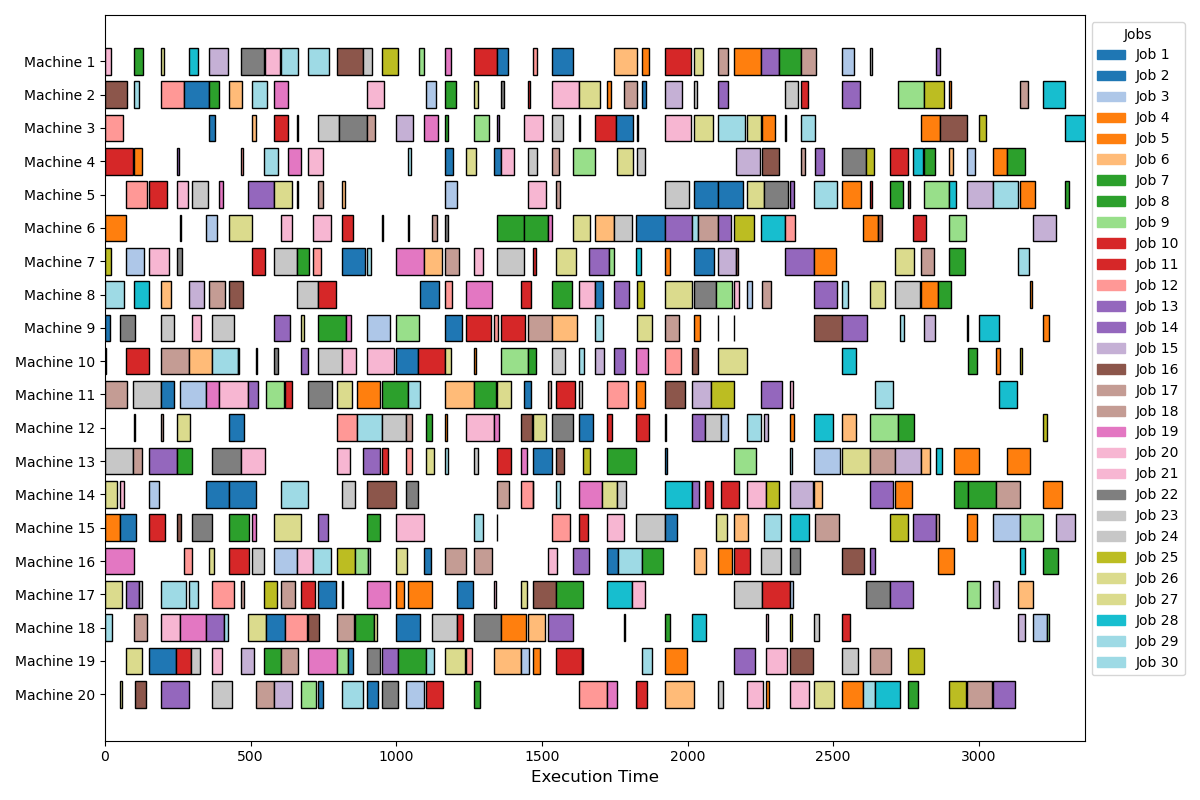 Machine 1
Machine 2
Machine 3
Machine 4
Machine 5
Machine 6
Machine 7
Machine 8
Machine 9
Machine 10
Machine 11
Machine 12
Machine 13
Machine 14
Machine 15
Machine 16
Machine 17
Machine 18
Machine 19
Machine 20
0 500 1000 1500 2000 2500 3000
Execution Time
Jobs
Job 1
Job 2
Job 3
Job 4
Job 5
Job 6
Job 7
Job 8
Job 9
Job 10
Job 11
Job 12
Job 13
Job 14
Job 15
Job 16
Job 17
Job 18
Job 19
Job 20
Job 21
Job 22
Job 23
Job 24
Job 25
Job 26
Job 27
Job 28
Job 29
Job 30